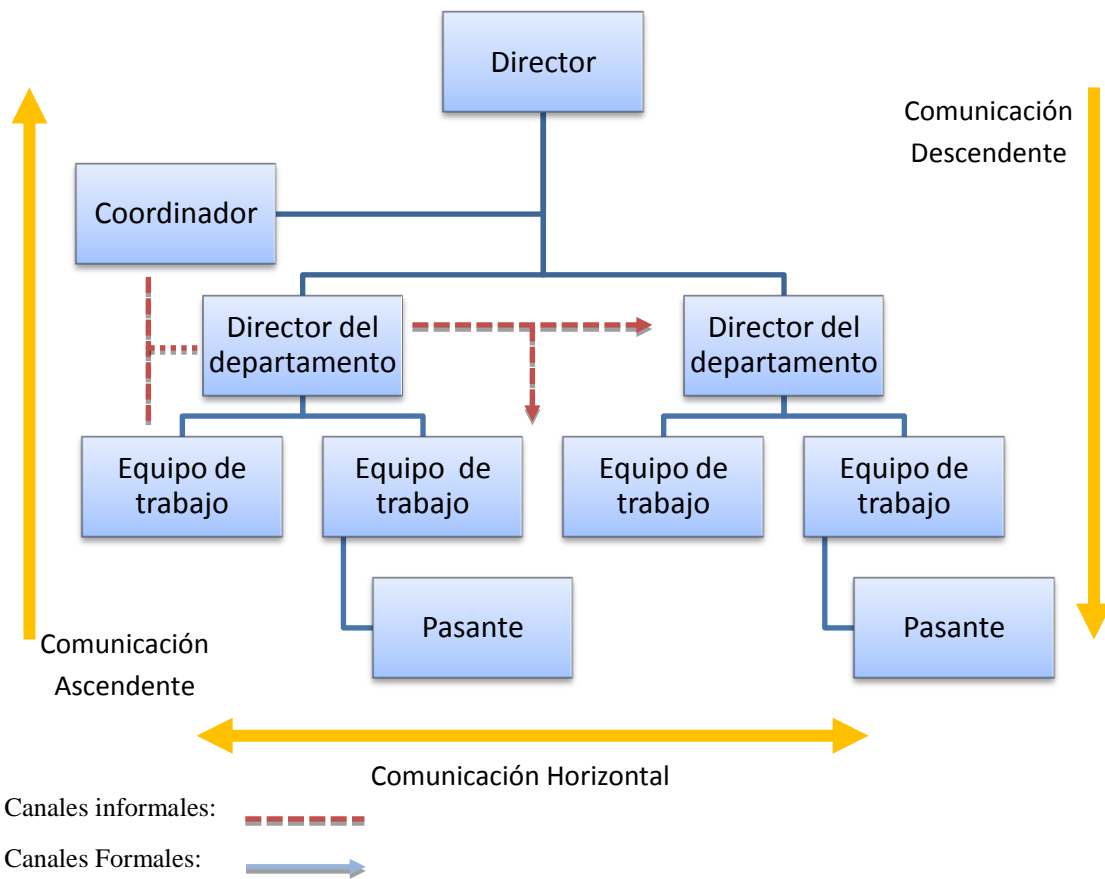 Director
Comunicación
Descendente
Coordinador
Director del
departamento
Director del
departamento
Equipo de
trabajo
Equipo de
trabajo
Equipo de
trabajo
Equipo de
trabajo
Pasante
Pasante
Comunicación
Ascendente
Comunicación Horizontal
Canales informales:
Canales Formales: